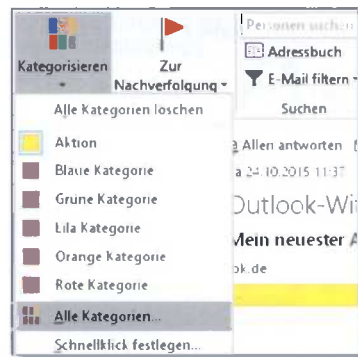 Personen suchen
Adressbuch
E-Mail filtern
Suchen
Kategorisieren
Zur
Nachverfolgung
Alle Kategorien löschen
Aktion
Blaue Kategorie
Grüne Kategorie
Lila Kategorie
Orange Kategorie
Rote Kategorie
Alle Kategorien...
Schnellklick festlegen...
Allen antworten
a 24.10.2015 11:37
Outlook-Wi
Mein neuester A
ok.de